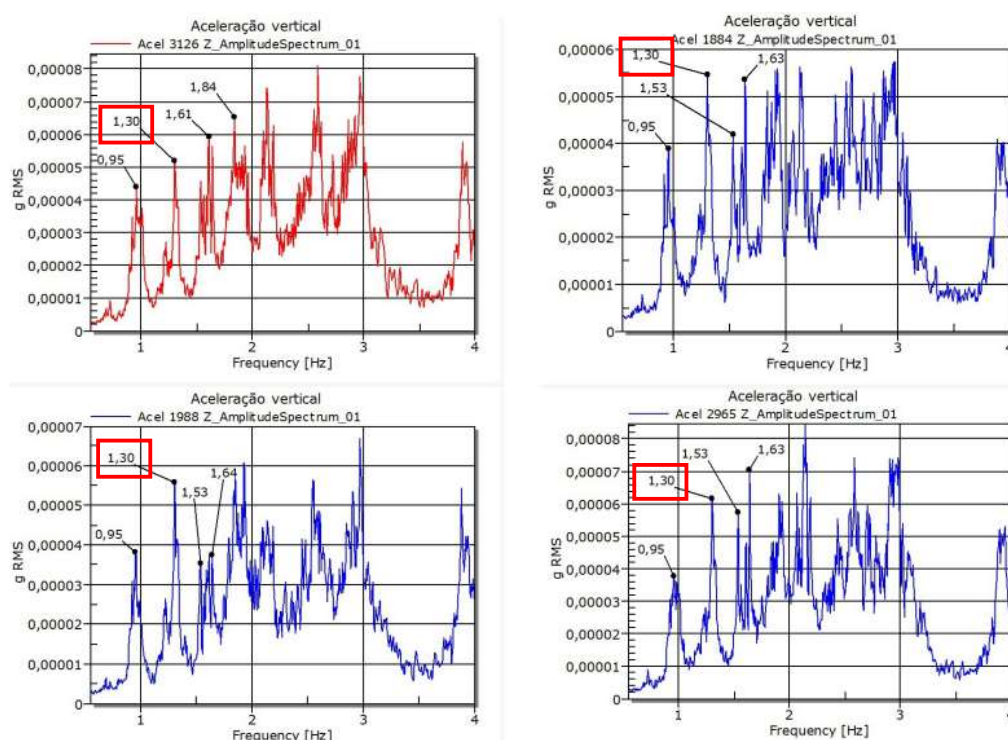 Aceleração vertical
Acel 3126 Z_AmplitudeSpectrum_01
0,00008
0,00007
0,00006
0,00005
0,00004
0,00003
0,00002
0,00001
0
g RMS
0,95
1,30
1,61
1,84
1 2 3 4
Frequency [Hz]
Aceleração vertical
Acel 1884 Z_AmplitudeSpectrum_01
0,00006
0,00005
0,00004
0,00003
0,00002
0,00001
0
g RMS
0,95
1,30
1,53
1,63
1 2 3 4
Frequency [Hz]
Aceleração vertical
Acel 1988 Z_AmplitudeSpectrum_01
0,00007
0,00006
0,00005
0,00004
0,00003
0,00002
0,00001
0
g RMS
0,95
1,30
1,53
1,64
1 2 3 4
Frequency [Hz]
Aceleração vertical
Acel 2965 Z_AmplitudeSpectrum_01
0,00008
0,00007
0,00006
0,00005
0,00004
0,00003
0,00002
0,00001
0
g RMS
0,95
1,30
1,53
1,63
1 2 3 4
Frequency [Hz]